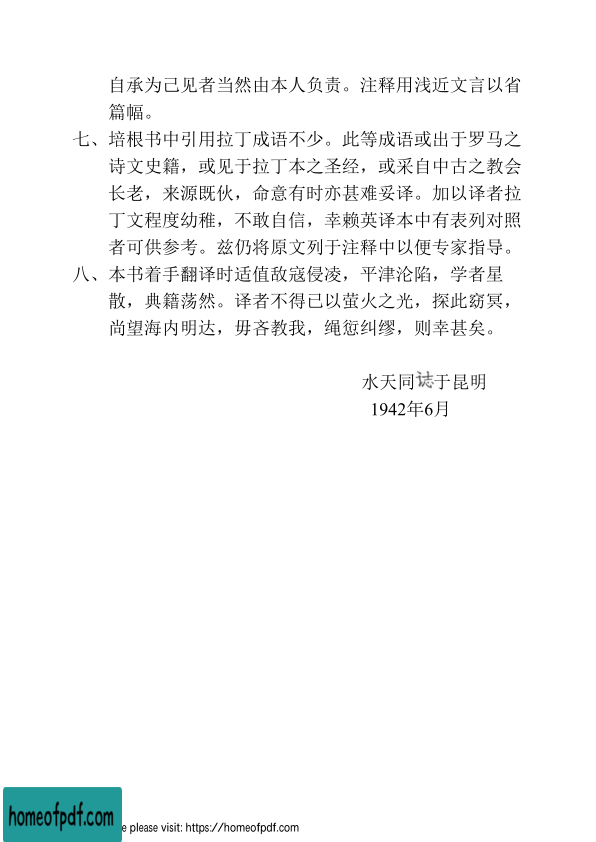 自承为己见者当然由本人负责。注释用浅近文言以省
篇幅。
七、培根书中引用拉丁成语不少。此等成语或出于罗马之
诗文史籍，或见于拉丁本之圣经，或采自中古之教会
长老，来源既伙，命意有时亦甚难妥译。加以译者拉
丁文程度幼稚，不敢自信，幸赖英译本中有表列对照
者可供参考。兹仍将原文列于注释中以便专家指导。
八、本书着手翻译时适值敌寇侵凌，平津沦陷，学者星
散，典籍荡然。译者不得已以萤火之光，探此窈冥，
尚望海内明达，毋吝教我，绳愆纠缪，则幸甚矣。
水天同誌于昆明
1942年6月
homeofpdf.com
please visit: https://homeofpdf.com